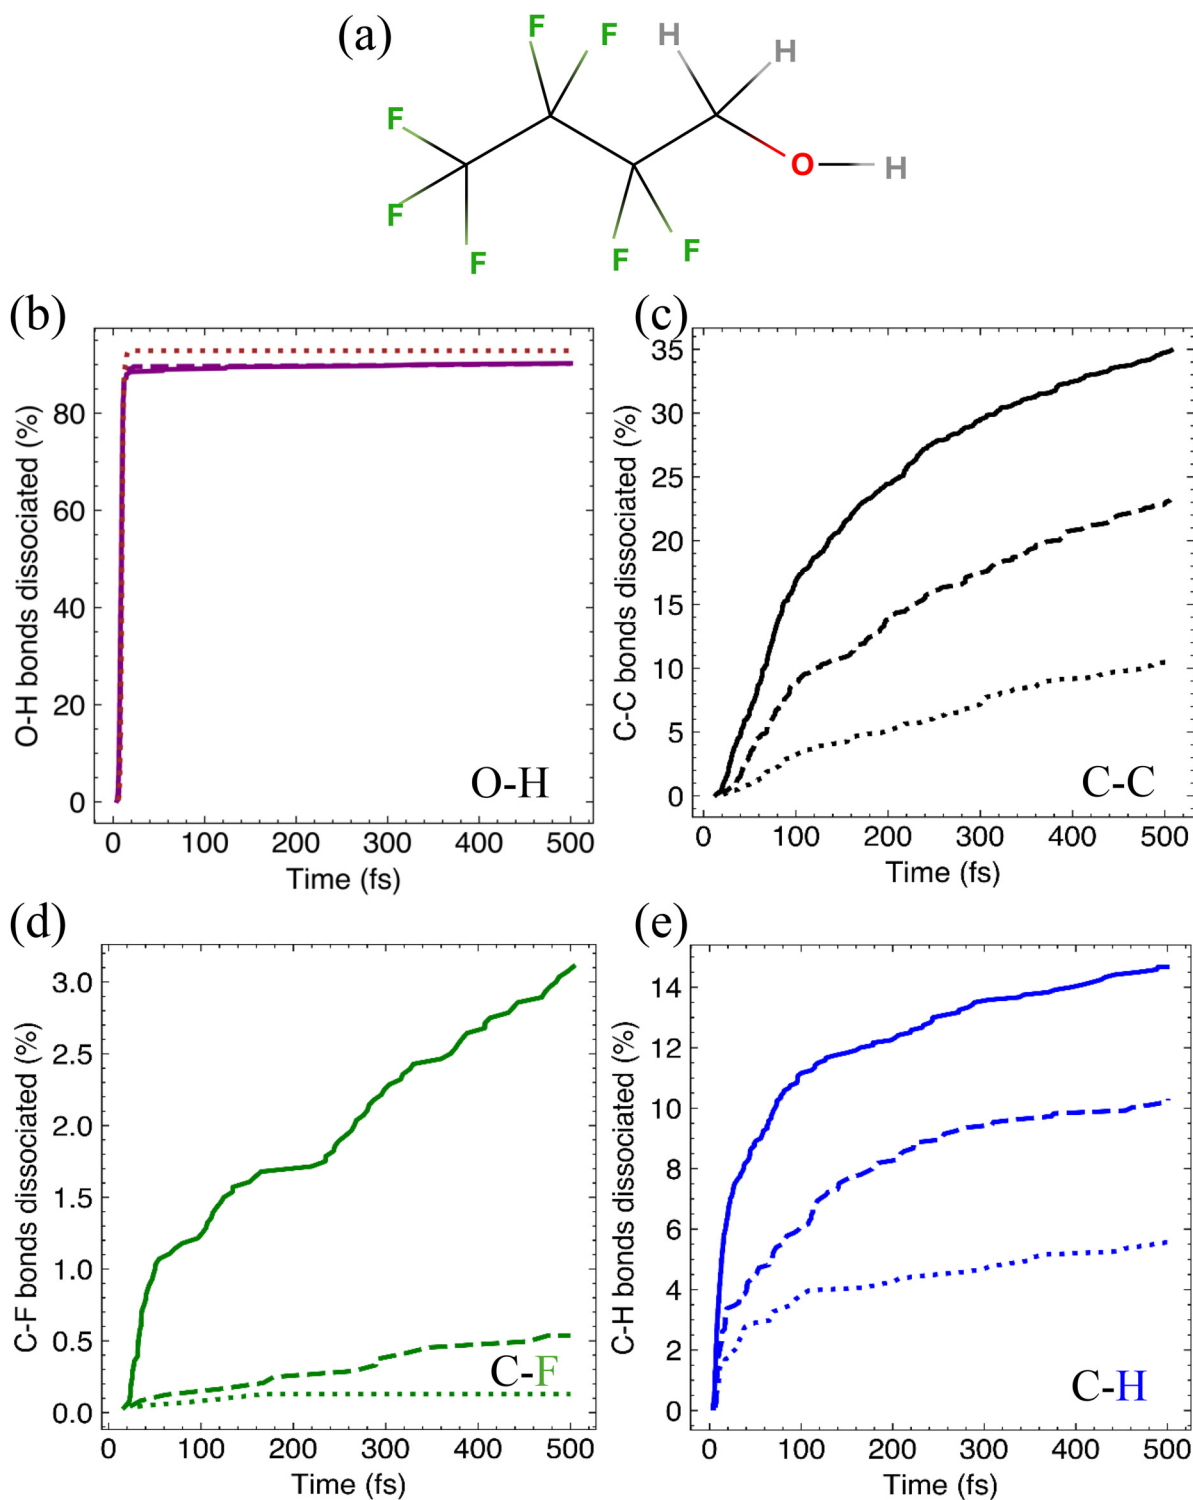 (a)
F F H H
F
O H
F
F F F
(b)
O-H bonds dissociated (%)
80
60
40
20
0
O-H
0 100 200 300 400 500
Time (fs)
(c)
C-C bonds dissociated (%)
35
30
25
20
15
10
5
0
C-C
0 100 200 300 400 500
Time (fs)
(d)
C-F bonds dissociated (%)
3.0
2.5
2.0
1.5
1.0
0.5
0.0
C-F
0 100 200 300 400 500
Time (fs)
(e)
C-H bonds dissociated (%)
14
12
10
8
6
4
2
0
C-H
0 100 200 300 400 500
Time (fs)